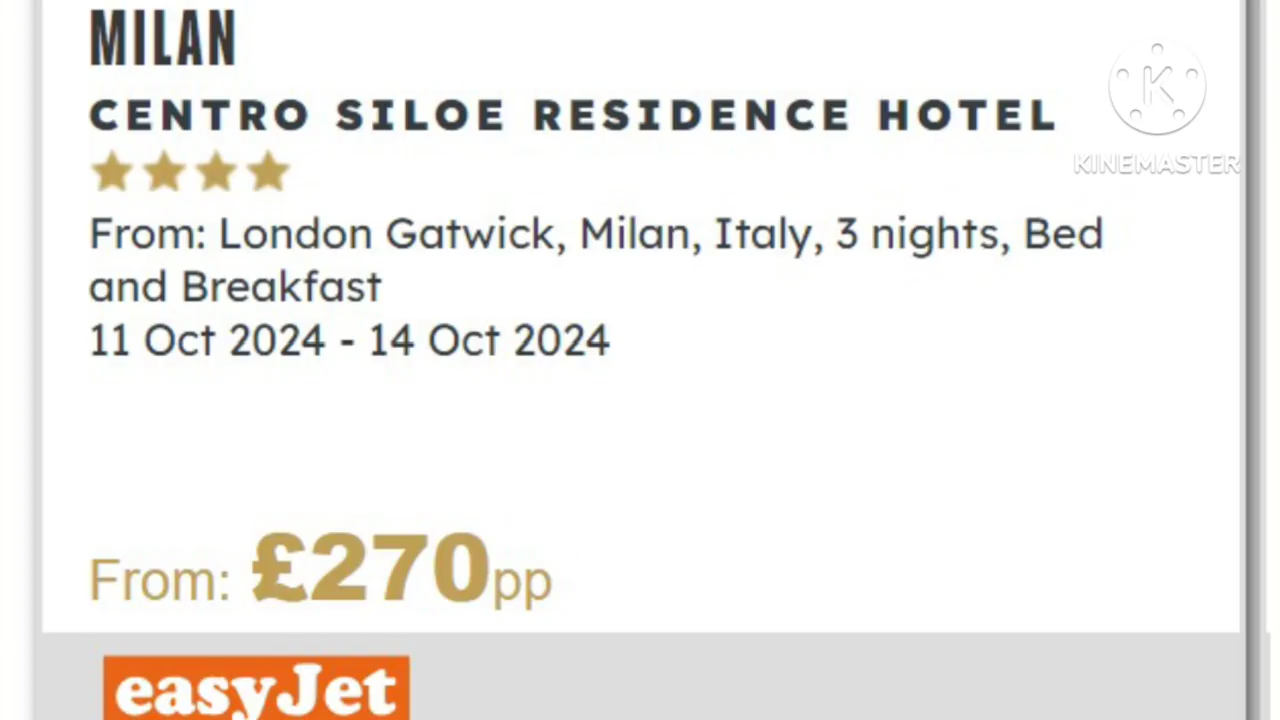 MILAN
CENTRO SILOE RESIDENCE HOTEL
K
KINEMASTER
From: London Gatwick, Milan, Italy, 3 nights, Bed
and Breakfast
11 Oct 2024 - 14 Oct 2024
From: £270pp
easyJet